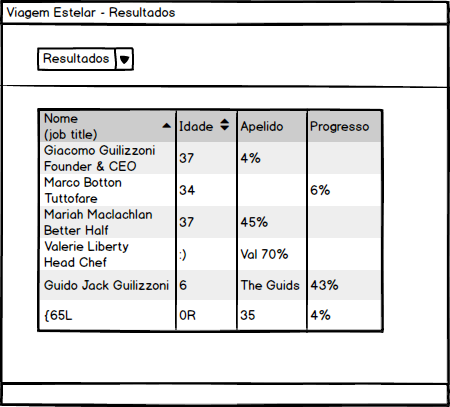 Viagem Estelar - Resultados
Resultados
Nome
(job title)
Idade
Apelido
Progresso
Giacomo Guilizzoni
Founder & CEO
37
4%
Marco Botton
Tuttofare
34
6%
Mariah Maclachlan
Better Half
37
45%
Valerie Liberty
Head Chef
:)
Val 70%
Guido Jack Guilizzoni
6
The Guids
43%
{65L
0R
35
4%